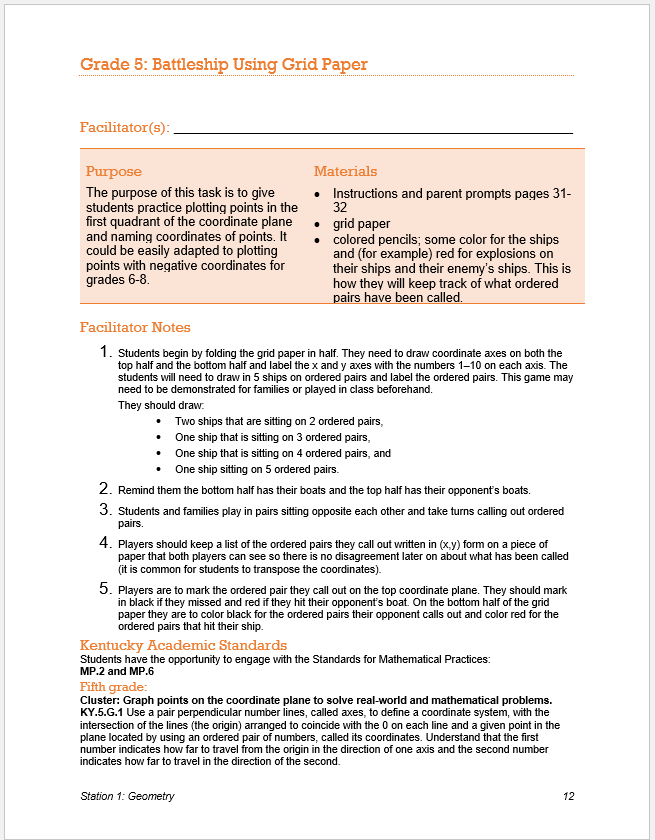 Grade 5: Battleship Using Grid Paper
Facilitator(s):
Purpose
The purpose of this task is to give
students practice plotting points in the
first quadrant of the coordinate plane
and naming coordinates of points. It
could be easily adapted to plotting
points with negative coordinates for
grades 6-8.
Materials
• Instructions and parent prompts pages 31-
32
• grid paper
• colored pencils; some color for the ships
and (for example) red for explosions on
their ships and their enemy's ships. This is
how they will keep track of what ordered
pairs have been called.
Facilitator Notes
1. Students begin by folding the grid paper in half. They need to draw coordinate axes on both the
top half and the bottom half and label the x and y axes with the numbers 1–10 on each axis. The
students will need to draw in 5 ships on ordered pairs and label the ordered pairs. This game may
need to be demonstrated for families or played in class beforehand.
They should draw:
• Two ships that are sitting on 2 ordered pairs,
• One ship that is sitting on 3 ordered pairs,
• One ship that is sitting on 4 ordered pairs, and
• One ship sitting on 5 ordered pairs.
2. Remind them the bottom half has their boats and the top half has their opponent's boats.
3. Students and families play in pairs sitting opposite each other and take turns calling out ordered
pairs.
4. Players should keep a list of the ordered pairs they call out written in (x,y) form on a piece of
paper that both players can see so there is no disagreement later on about what has been called
(it is common for students to transpose the coordinates).
5. Players are to mark the ordered pair they call out on the top coordinate plane. They should mark
in black if they missed and red if they hit their opponent's boat. On the bottom half of the grid
paper they are to color black for the ordered pairs their opponent calls out and color red for the
ordered pairs that hit their ship.
Kentucky Academic Standards
Students have the opportunity to engage with the Standards for Mathematical Practices:
MP.2 and MP.6
Fifth grade:
Cluster: Graph points on the coordinate plane to solve real-world and mathematical problems.
KY.5.G.1 Use a pair perpendicular number lines, called axes, to define a coordinate system, with the
intersection of the lines (the origin) arranged to coincide with the 0 on each line and a given point in the
plane located by using an ordered pair of numbers, called its coordinates. Understand that the first
number indicates how far to travel from the origin in the direction of one axis and the second number
indicates how far to travel in the direction of the second.
Station 1: Geometry 12